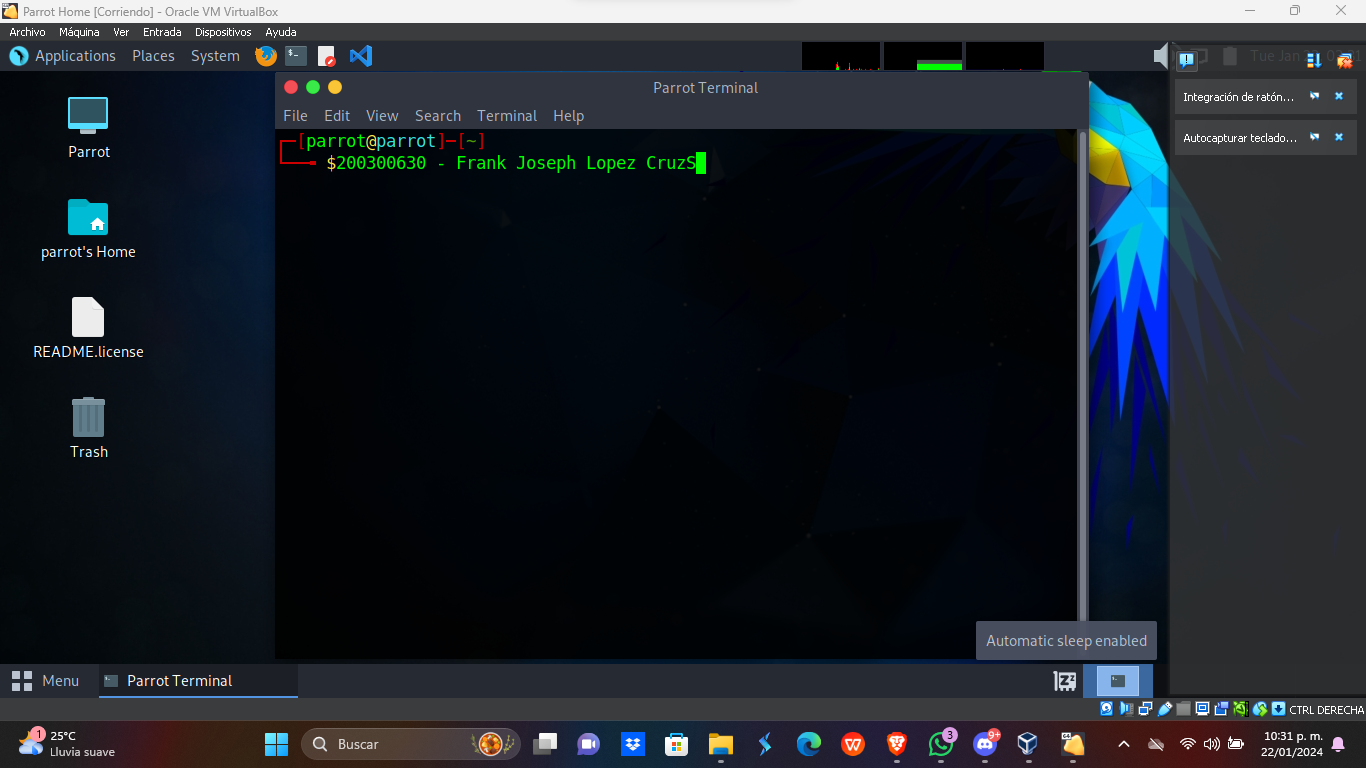 Parrot Home [Corriendo] - Oracle VM VirtualBox
Archivo Máquina Ver Entrada Dispositivos Ayuda
Applications Places System
Tue Jan
Integración de ratón...
Autocapturar teclado...
Parrot Terminal
File Edit View Search Terminal Help
┌─[parrot@parrot]─[~]
└──╼ $200300630 - Frank Joseph Lopez CruzS
Parrot
parrot's Home
README.license
Trash
Automatic sleep enabled
Menu Parrot Terminal
CTRL DERECHA
1
25°C
Lluvia suave
Buscar
3
9+
10:31 p. m.
22/01/2024